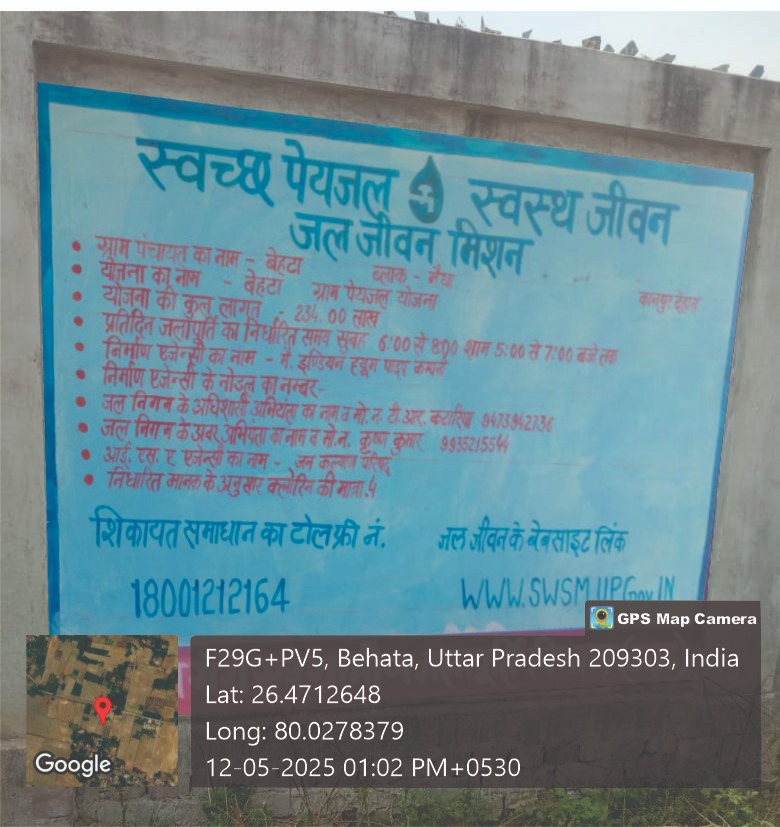 स्वच्छ पेयजल स्वस्थ जीवन
जल जीवन मिशन
• ग्राम पंचायत का नाम - बेहटा ब्लाक - मैथा कानपुर देहात
• योजना का नाम - बेहटा ग्राम पेयजल योजना
• योजना की कुल लागत - 234.00 लाख
• प्रतिदिन जलापूर्ति का निर्धारित समय सुबह 6:00 से 8:00 शाम 5:00 से 7:00 बजे तक
• निर्माण एजेन्सी का नाम - मै. इण्डियन ह्यूम पाइप कम्पनी
• निर्माण एजेन्सी के नोडल का नम्बर-
• जल निगम के अधिशासी अभियंता का नाम व मो.न. टी.आर. कटारिया 9473942736
• जल निगम के अवर अभियंता का नाम व मो.न. कृष्ण कुमार 9935215544
• आई. एस. ए एजेन्सी का नाम - जन कल्याण परिषद्
• निर्धारित मानक के अनुसार क्लोरिन की मात्रा.
शिकायत समाधान का टोल फ्री नं. जल जीवन के बेबसाइट लिंक
18001212164 WWW.SWSM.UP.Gov.IN
GPS Map Camera
F29G+PV5, Behata, Uttar Pradesh 209303, India
Lat: 26.4712648
Long: 80.0278379
12-05-2025 01:02 PM+0530
Google